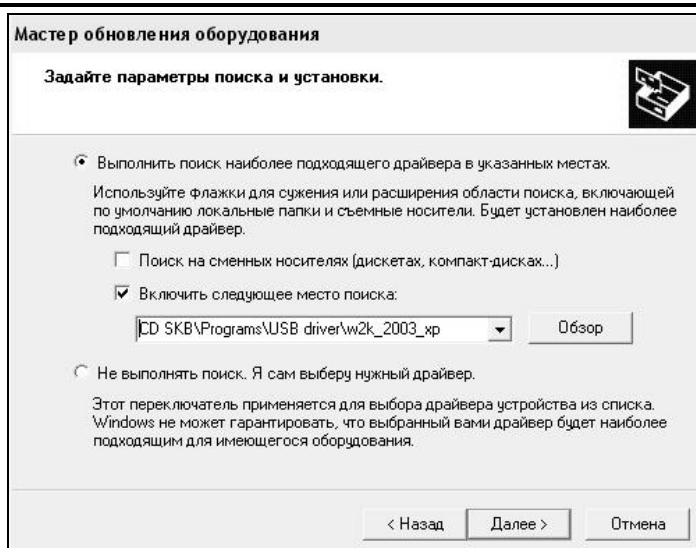 Мастер обновления оборудования
Задайте параметры поиска и установки.
Выполнить поиск наиболее подходящего драйвера в указанных местах.
Используйте флажки для сужения или расширения области поиска, включающей
по умолчанию локальные папки и съемные носители. Будет установлен наиболее
подходящий драйвер.
Поиск на сменных носителях (дискетах, компакт-дисках...)
Включить следующее место поиска:
CD SKB\Programs\USB driver\w2k_2003_xp
Обзор
Не выполнять поиск. Я сам выберу нужный драйвер.
Этот переключатель применяется для выбора драйвера устройства из списка.
Windows не может гарантировать, что выбранный вами драйвер будет наиболее
подходящим для имеющегося оборудования.
< Назад Далее > Отмена